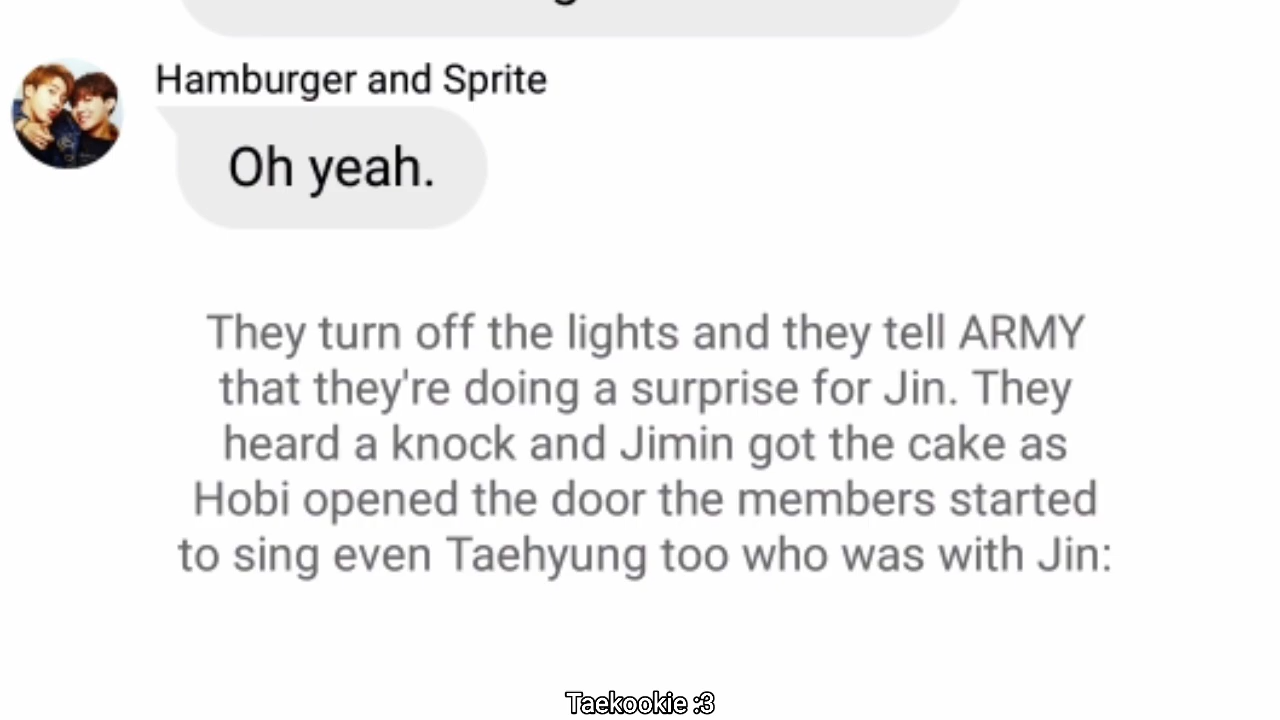 Hamburger and Sprite
Oh yeah.
They turn off the lights and they tell ARMY
that they're doing a surprise for Jin. They
heard a knock and Jimin got the cake as
Hobi opened the door the members started
to sing even Taehyung too who was with Jin:
Taekookie :3